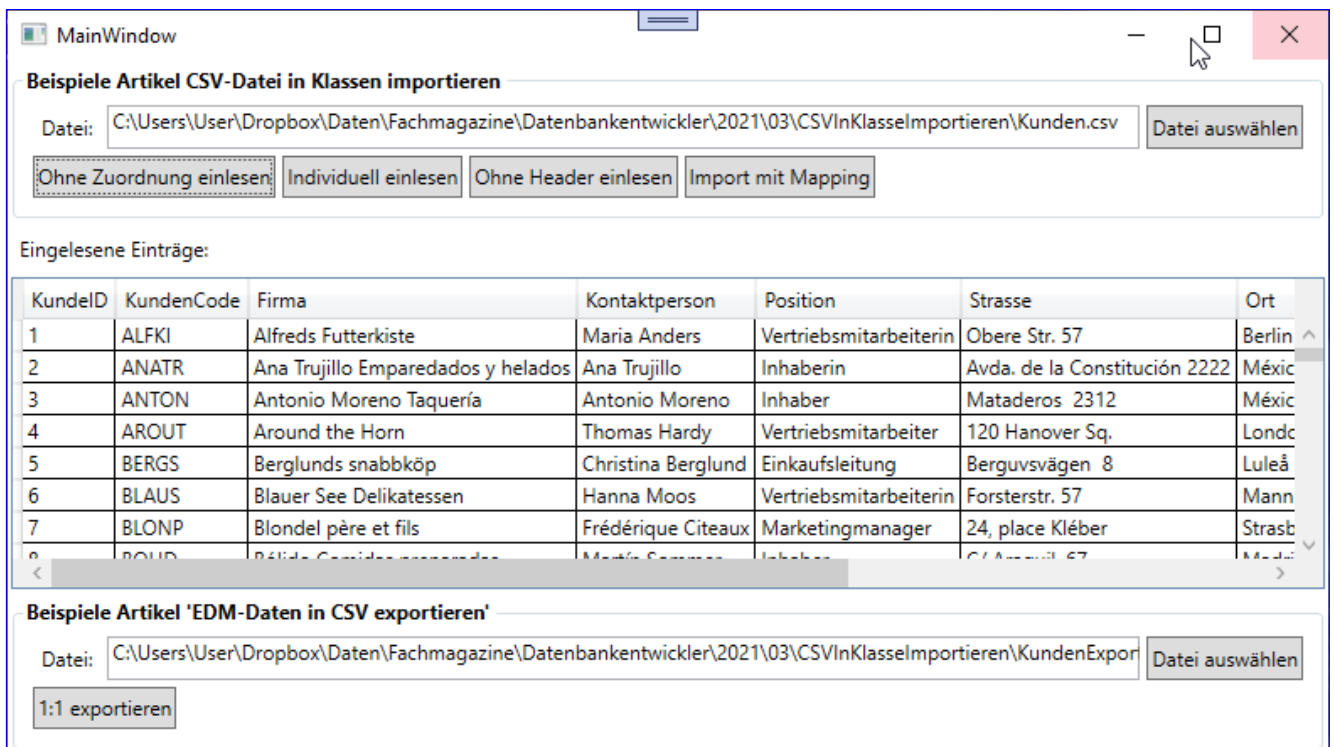 MainWindow
Beispiele Artikel CSV-Datei in Klassen importieren
Datei: C:\Users\User\Dropbox\Daten\Fachmagazine\Datenbankentwickler\2021\03\CSVInKlasseImportieren\Kunden.csv Datei auswählen
Ohne Zuordnung einlesen Individuell einlesen Ohne Header einlesen Import mit Mapping
Eingelesene Einträge:
KundeID KundenCode Firma Kontaktperson Position Strasse Ort
1 ALFKI Alfreds Futterkiste Maria Anders Vertriebsmitarbeiterin Obere Str. 57 Berlin
2 ANATR Ana Trujillo Emparedados y helados Ana Trujillo Inhaberin Avda. de la Constitución 2222 Méxic
3 ANTON Antonio Moreno Taquería Antonio Moreno Inhaber Mataderos 2312 Méxic
4 AROUT Around the Horn Thomas Hardy Vertriebsmitarbeiter 120 Hanover Sq. Londo
5 BERGS Berglunds snabbköp Christina Berglund Einkaufsleitung Berguvsvägen 8 Luleå
6 BLAUS Blauer See Delikatessen Hanna Moos Vertriebsmitarbeiterin Forsterstr. 57 Mann
7 BLONP Blondel père et fils Frédérique Citeaux Marketingmanager 24, place Kléber Strasb
Beispiele Artikel 'EDM-Daten in CSV exportieren'
Datei: C:\Users\User\Dropbox\Daten\Fachmagazine\Datenbankentwickler\2021\03\CSVInKlasseImportieren\KundenExport Datei auswählen
1:1 exportieren